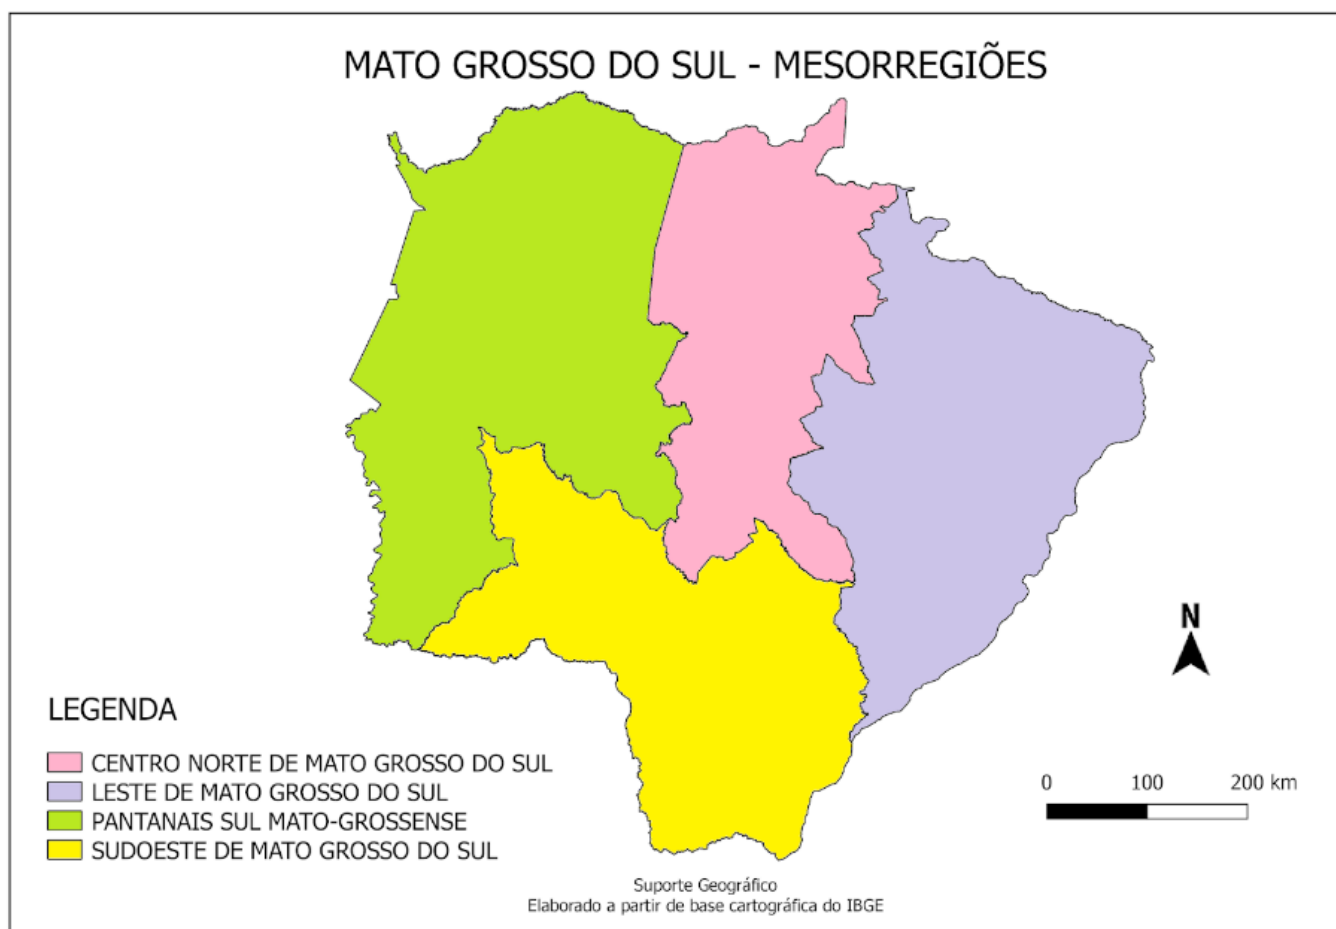 MATO GROSSO DO SUL - MESORREGIÕES
N
LEGENDA
CENTRO NORTE DE MATO GROSSO DO SUL
LESTE DE MATO GROSSO DO SUL
PANTANAIS SUL MATO-GROSSENSE
SUDOESTE DE MATO GROSSO DO SUL
0 100 200 km
Suporte Geográfico
Elaborado a partir de base cartográfica do IBGE